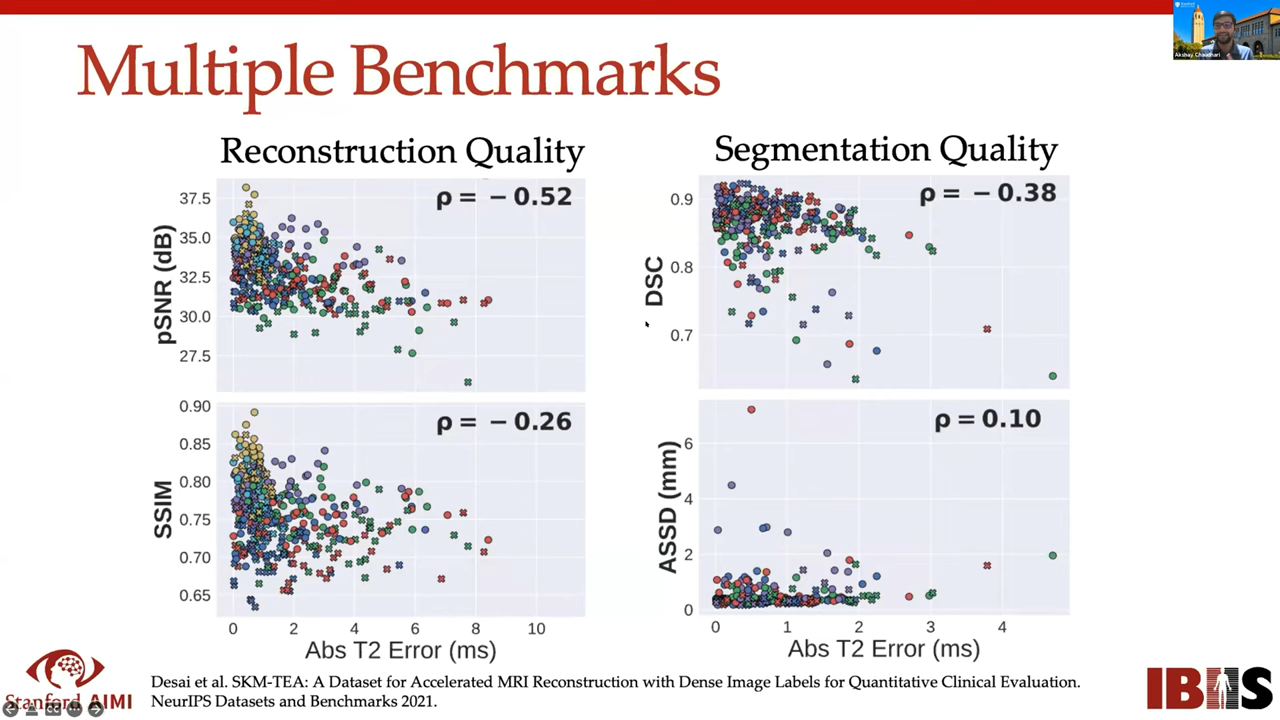 Multiple Benchmarks
Akshay Chaudhari
Reconstruction Quality
ρ = − 0.52
pSNR (dB)
37.5
35.0
32.5
30.0
27.5
ρ = − 0.26
SSIM
0.90
0.85
0.80
0.75
0.70
0.65
0 2 4 6 8 10
Abs T2 Error (ms)
Segmentation Quality
ρ = − 0.38
DSC
0.9
0.8
0.7
ρ = 0.10
ASSD (mm)
6
4
2
0
0 1 2 3 4
Abs T2 Error (ms)
Stanford AIMI
Desai et al. SKM-TEA: A Dataset for Accelerated MRI Reconstruction with Dense Image Labels for Quantitative Clinical Evaluation.
NeurIPS Datasets and Benchmarks 2021.
IBIIS